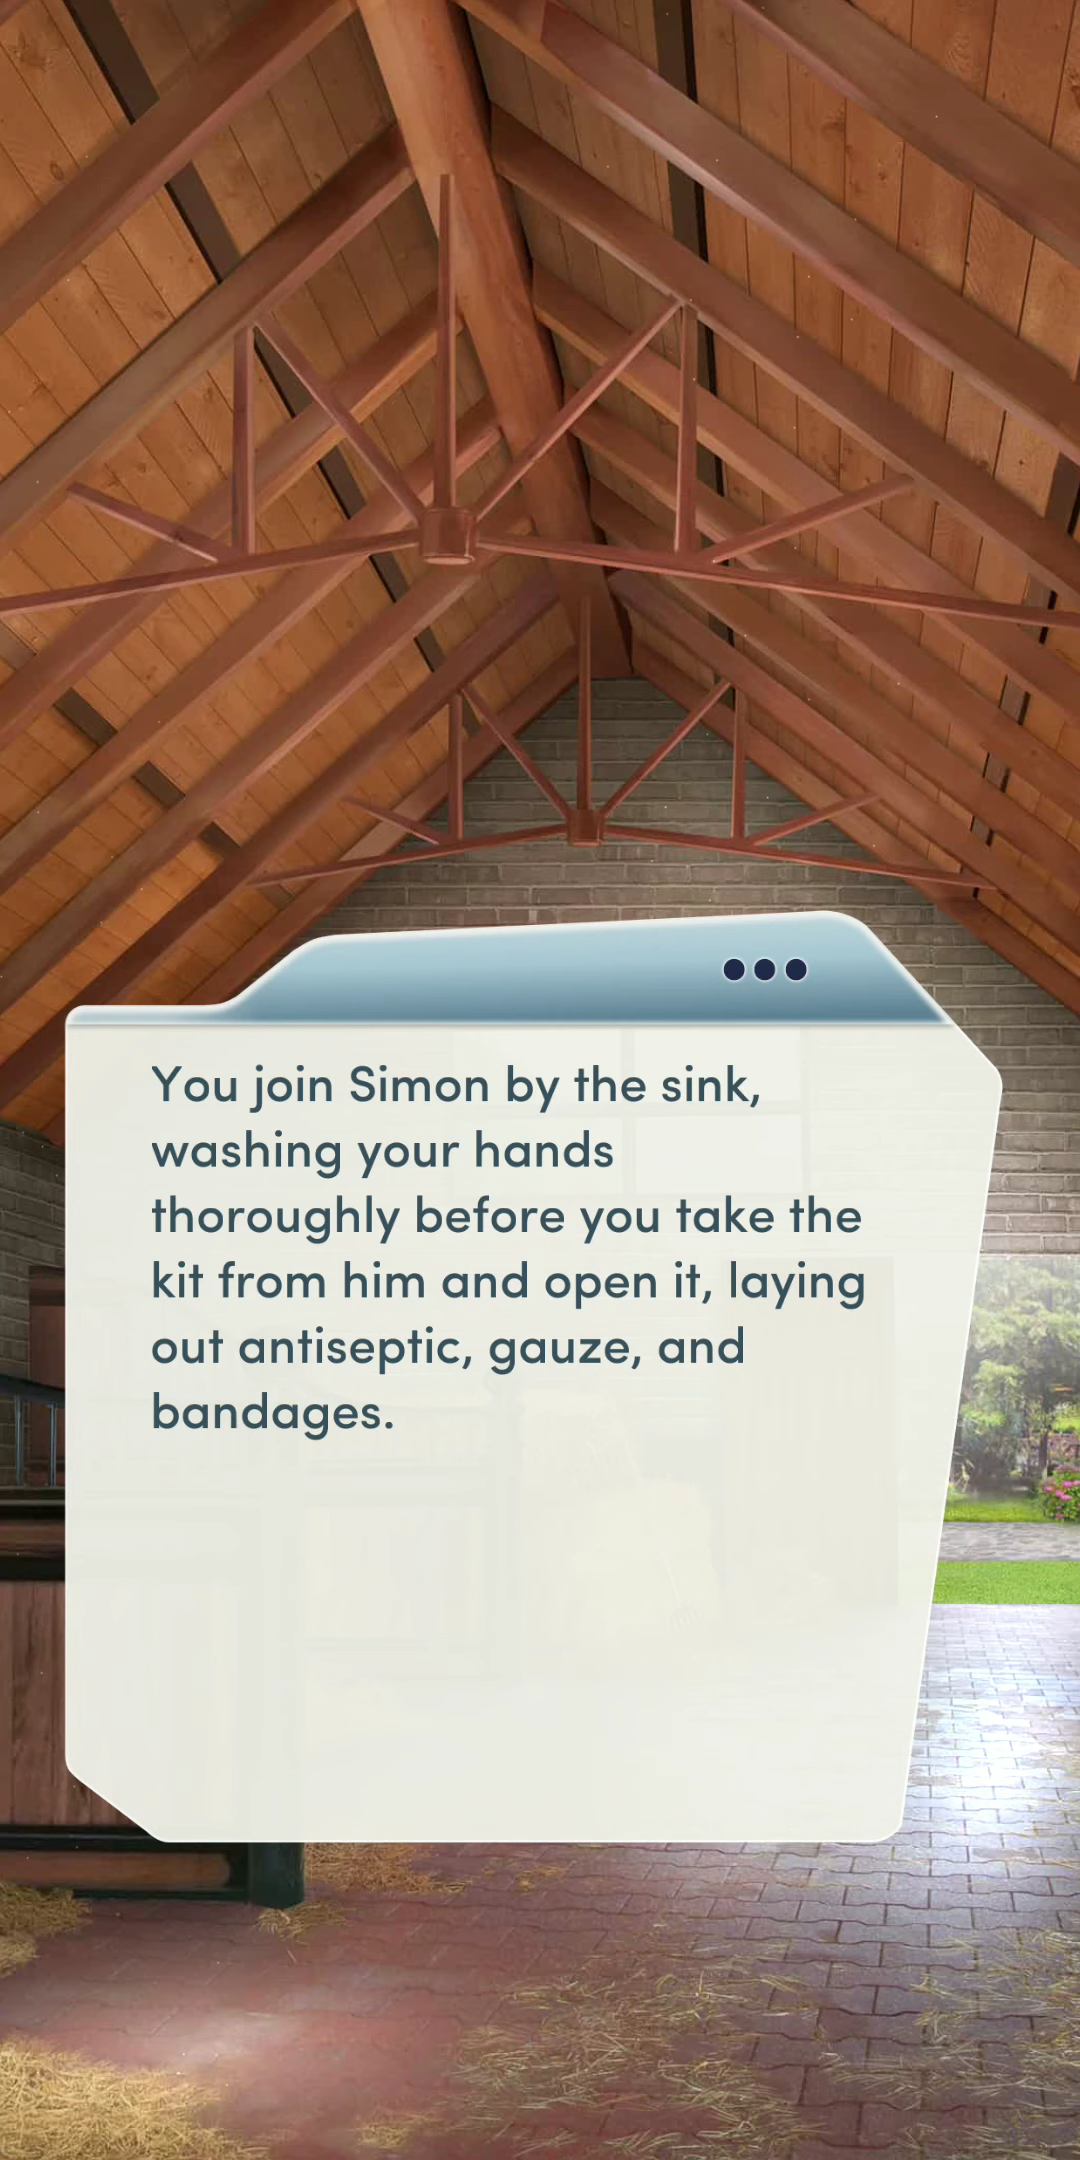 You join Simon by the sink,
washing your hands
thoroughly before you take the
kit from him and open it, laying
out antiseptic, gauze, and
bandages.